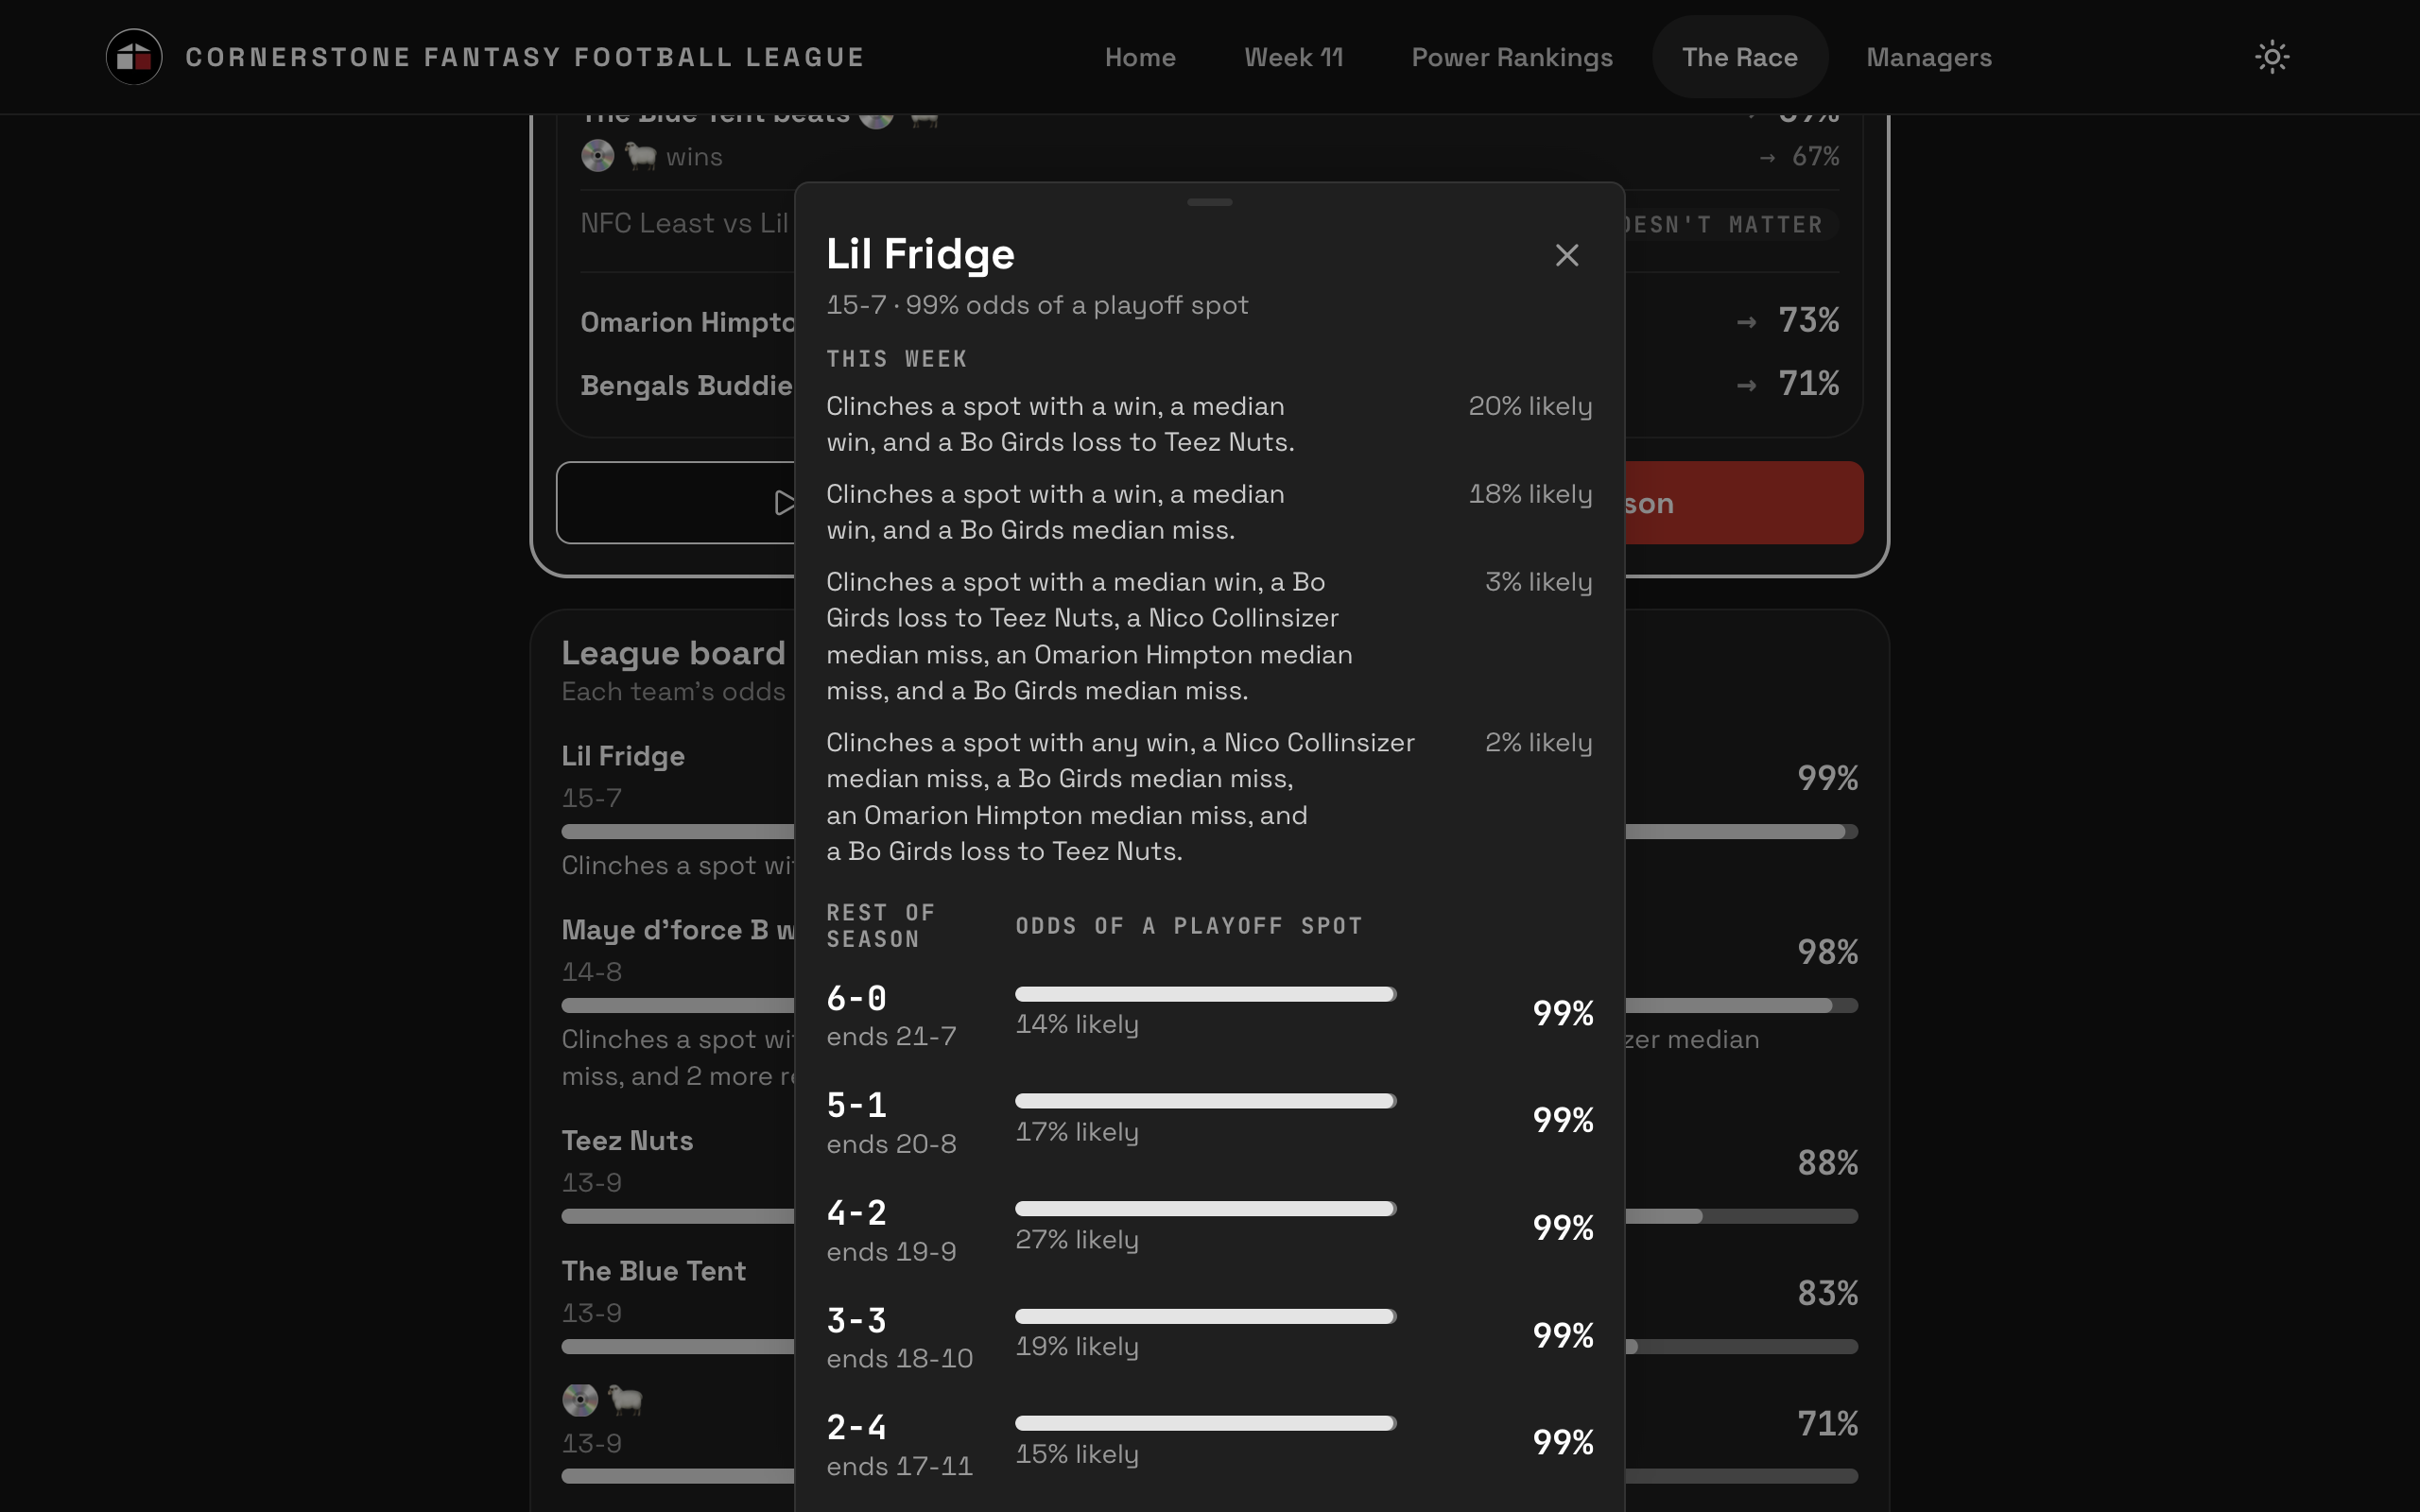 CORNERSTONE FANTASY FOOTBALL LEAGUE
Home
Week 11
Power Rankings
The Race
Managers
The Blue Tent beats
wins
→ 67%
NFC Least vs Lil
DESN'T MATTER
Omarion Himpto
→ 73%
Bengals Buddie
→ 71%
son
League board
Each team's odds
Lil Fridge
15-7
99%
Clinches a spot wit
Maye d'force B w
14-8
98%
Clinches a spot wit
zer median
miss, and 2 more re
Teez Nuts
13-9
88%
The Blue Tent
13-9
83%
13-9
71%
Lil Fridge
15-7 · 99% odds of a playoff spot
THIS WEEK
Clinches a spot with a win, a median
win, and a Bo Girds loss to Teez Nuts.
20% likely
Clinches a spot with a win, a median
win, and a Bo Girds median miss.
18% likely
Clinches a spot with a median win, a Bo
Girds loss to Teez Nuts, a Nico Collinsizer
median miss, an Omarion Himpton median
miss, and a Bo Girds median miss.
3% likely
Clinches a spot with any win, a Nico Collinsizer
median miss, a Bo Girds median miss,
an Omarion Himpton median miss, and
a Bo Girds loss to Teez Nuts.
2% likely
REST OF
SEASON
ODDS OF A PLAYOFF SPOT
6-0
ends 21-7
14% likely
99%
5-1
ends 20-8
17% likely
99%
4-2
ends 19-9
27% likely
99%
3-3
ends 18-10
19% likely
99%
2-4
ends 17-11
15% likely
99%